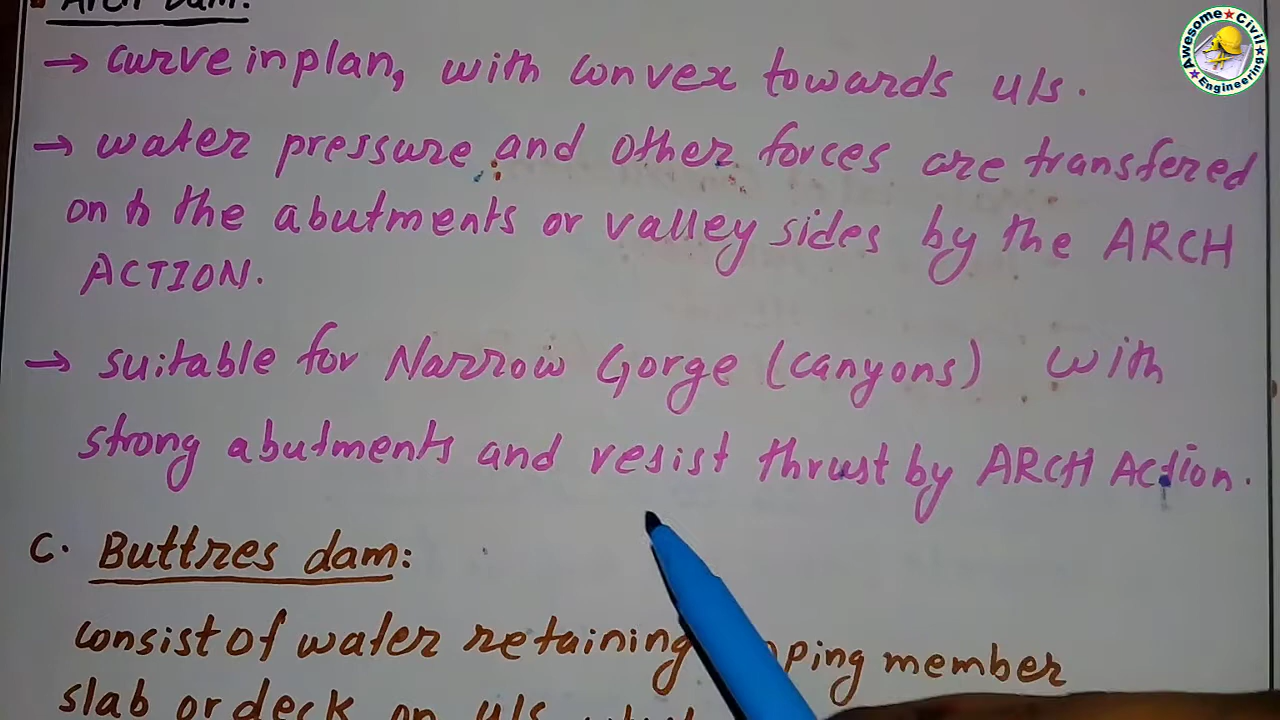 Arch Dam:
→ curve in plan, with convex towards u/s.
→ water pressure and other forces are transfered
on to the abutments or valley sides by the ARCH
ACTION.
→ suitable for Narrow Gorge (canyons) with
strong abutments and resist thrust by ARCH Action.
C. Buttres dam:
consist of water retaining member
slab or deck on u/s
Awesome★Civil
★Engineering★